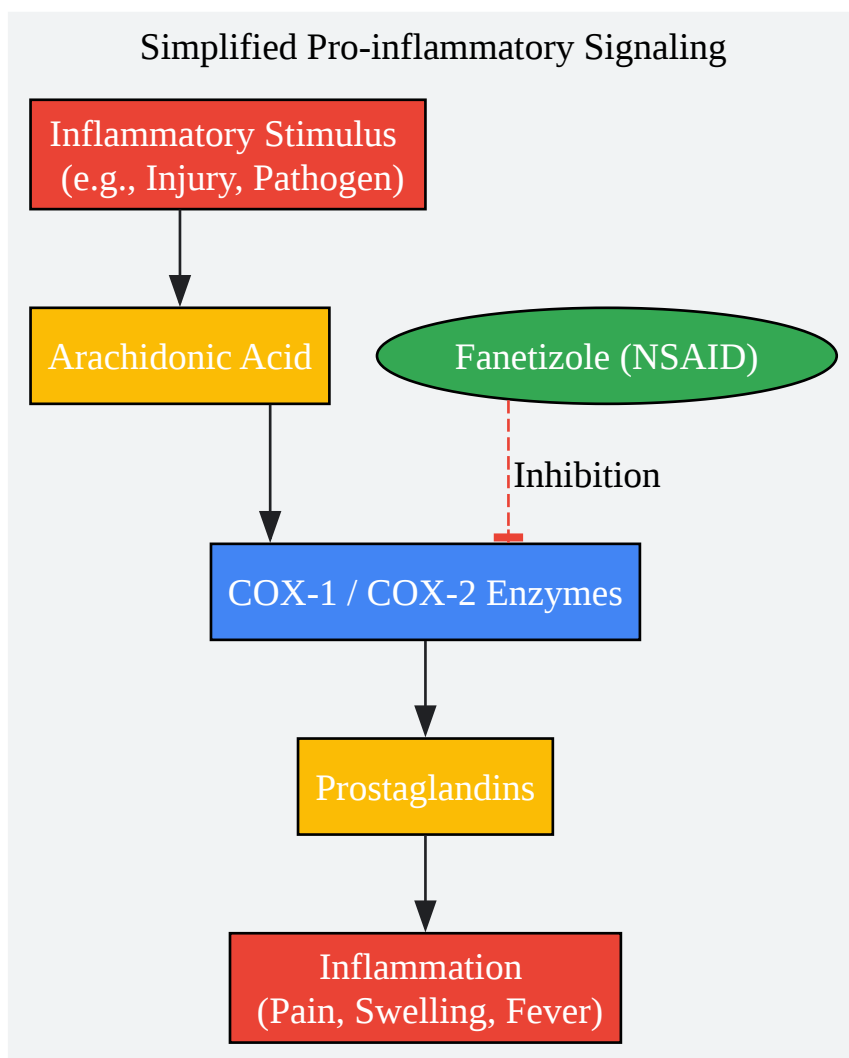 Simplified Pro-inflammatory Signaling
Inflammatory Stimulus
(e.g., Injury, Pathogen)
Arachidonic Acid
Fanetizole (NSAID)
Inhibition
COX-1 / COX-2 Enzymes
Prostaglandins
Inflammation
(Pain, Swelling, Fever)